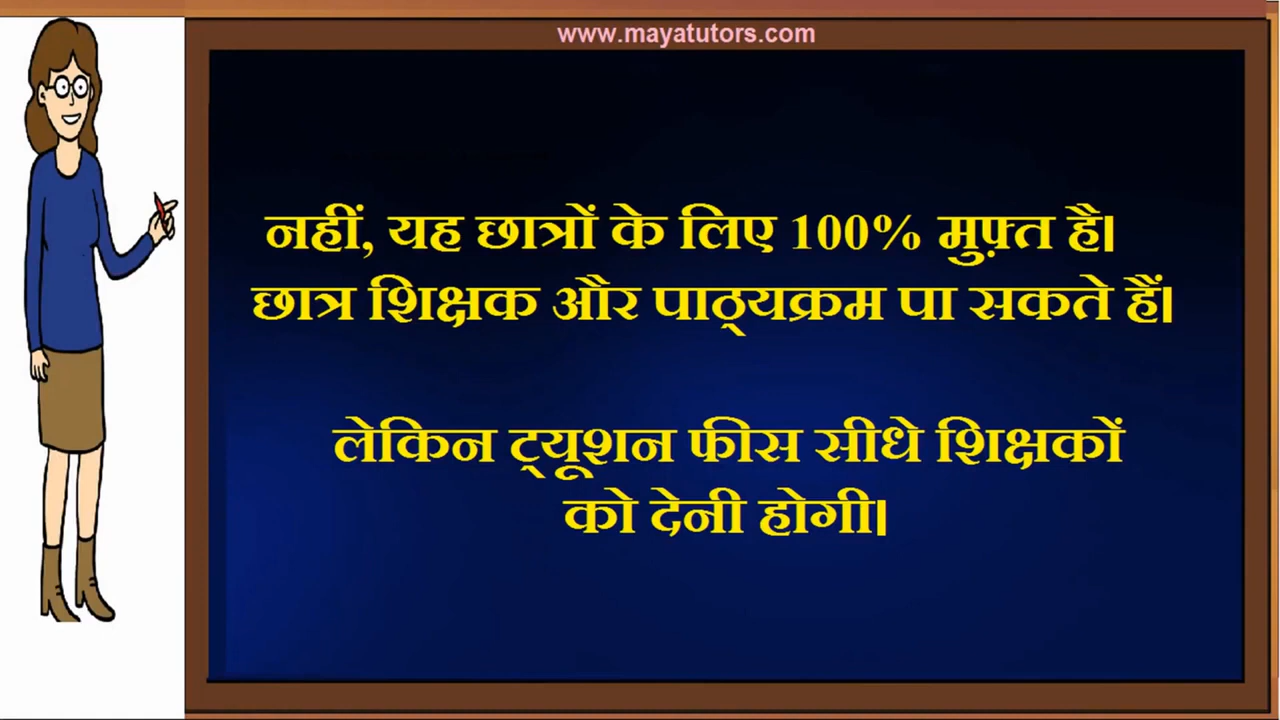 www.mayatutors.com
नहीं, यह छात्रों के लिए 100% मुफ़्त है।
छात्र शिक्षक और पाठ्यक्रम पा सकते हैं।
लेकिन ट्यूशन फीस सीधे शिक्षकों
को देनी होगी।